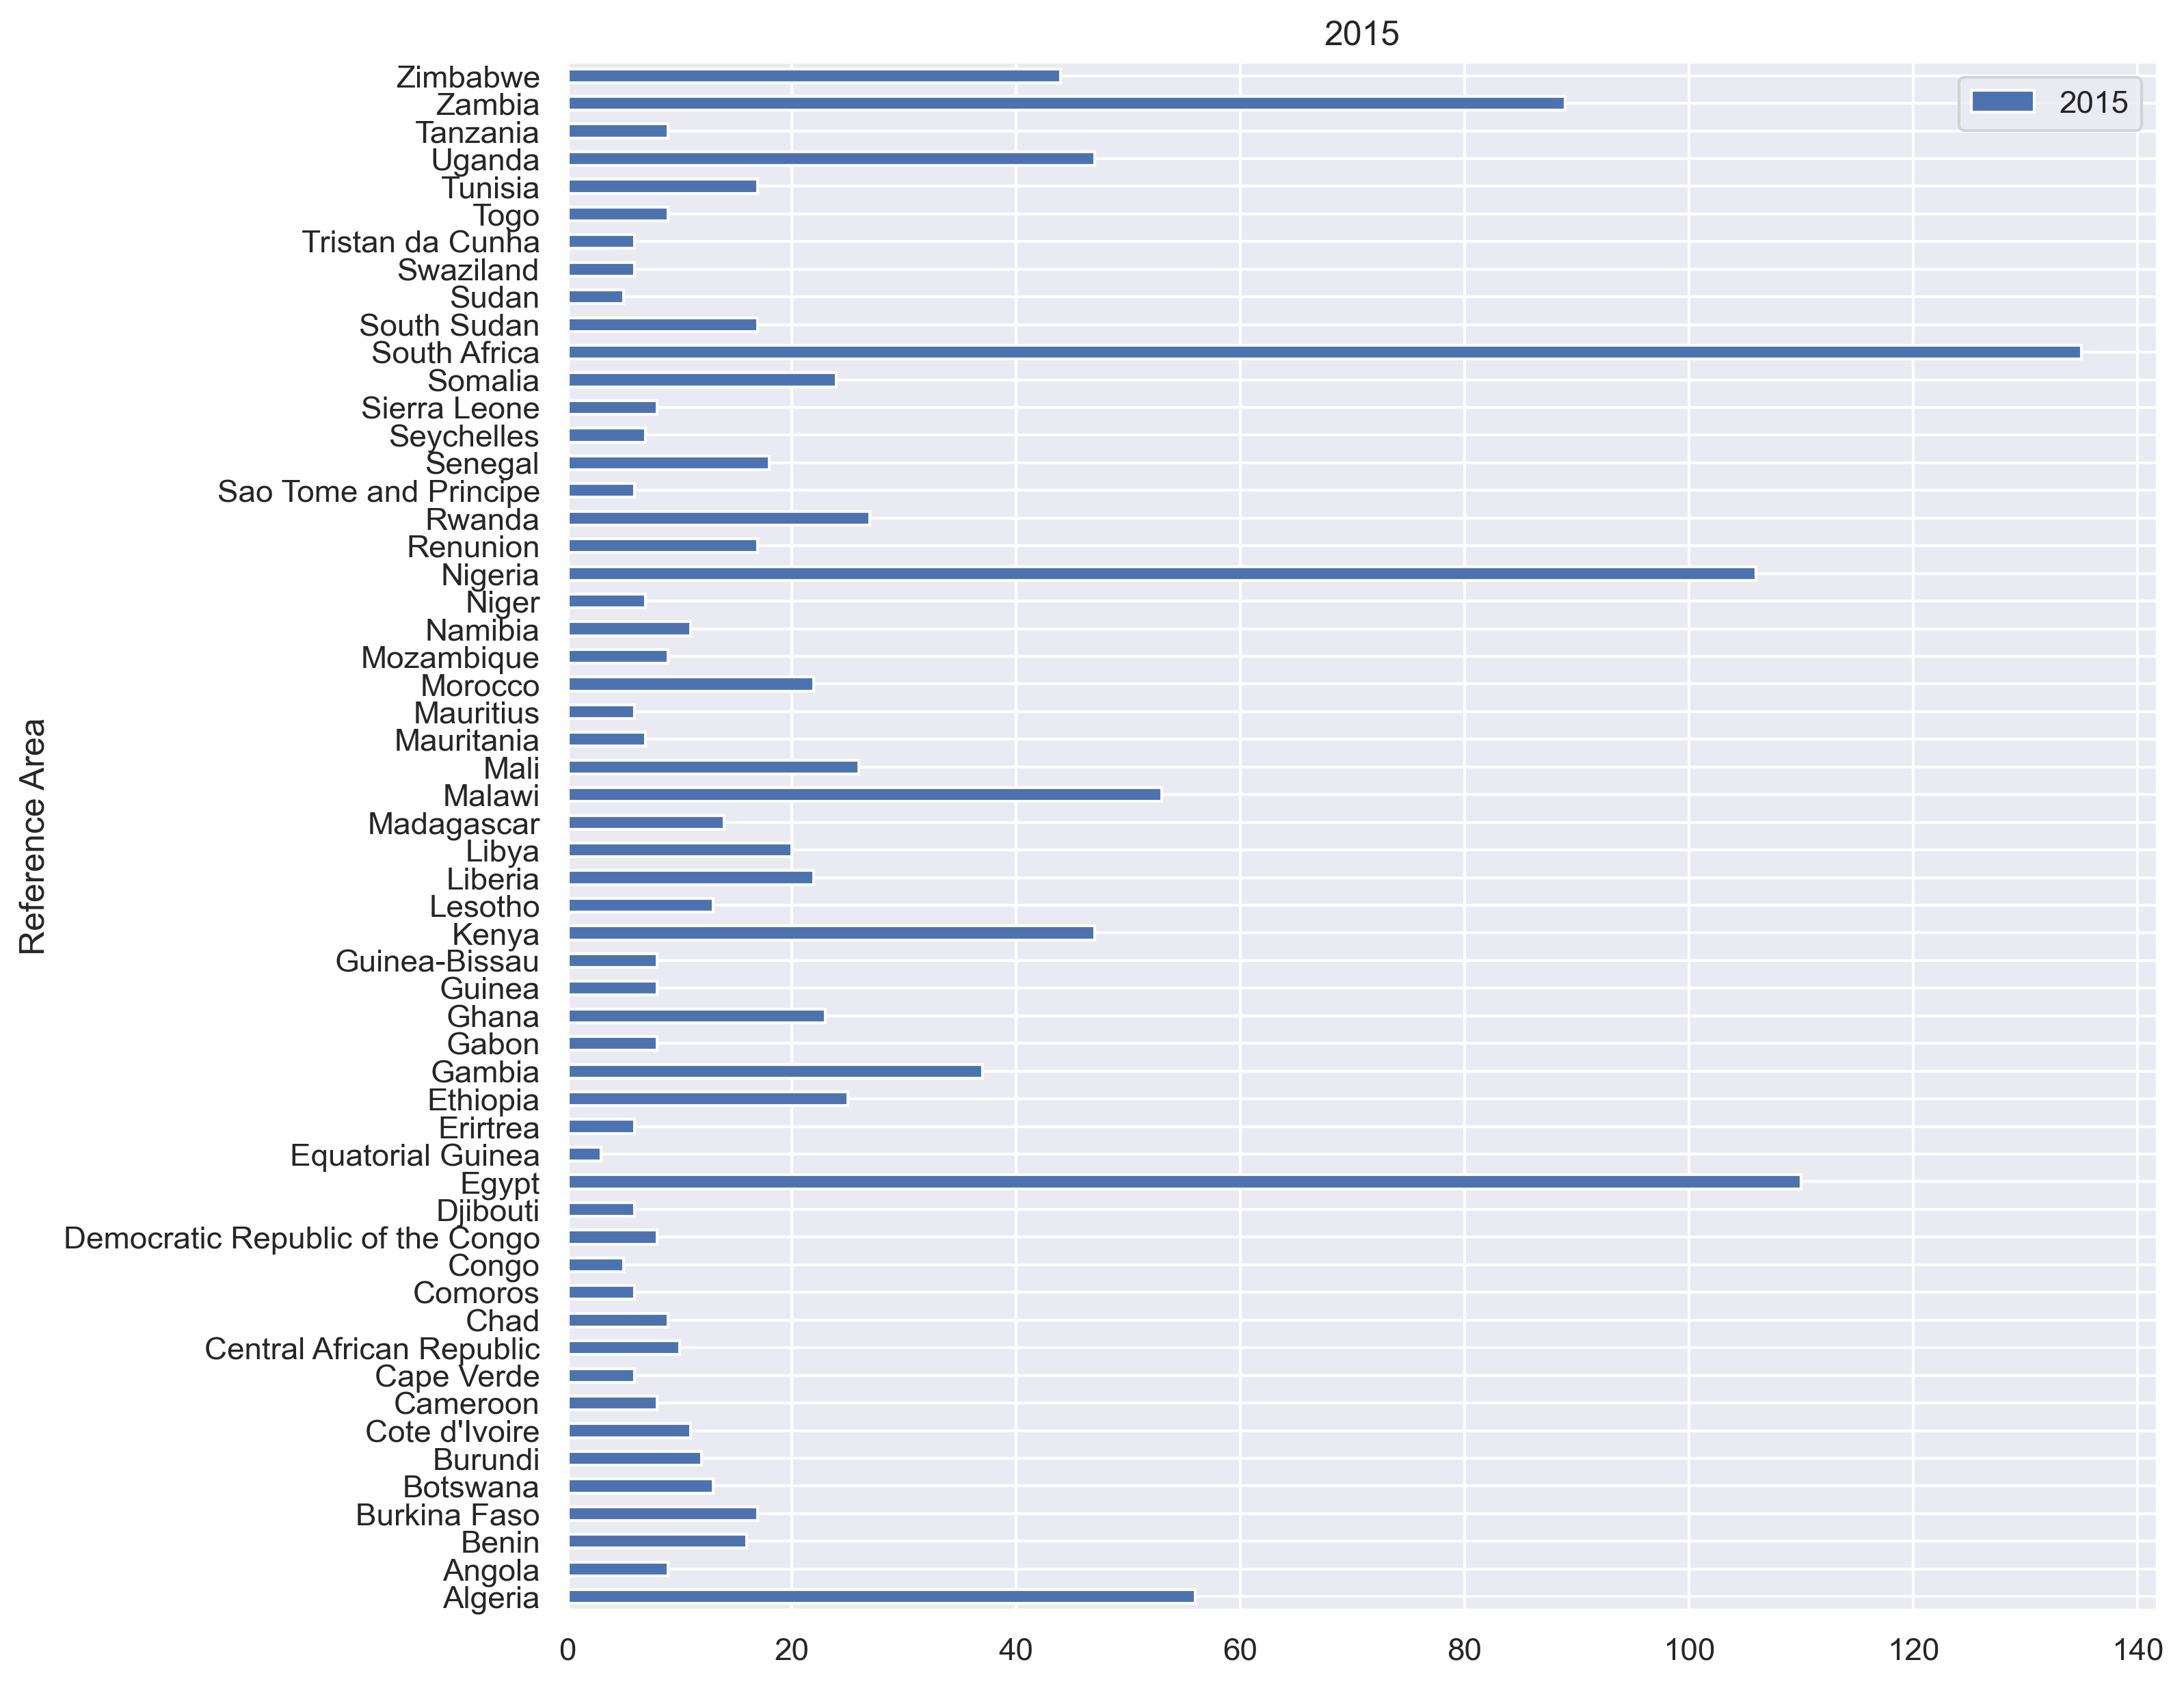 2015
2015
Zimbabwe
Zambia
Tanzania
Uganda
Tunisia
Togo
Tristan da Cunha
Swaziland
Sudan
South Sudan
South Africa
Somalia
Sierra Leone
Seychelles
Senegal
Sao Tome and Principe
Rwanda
Renunion
Nigeria
Niger
Namibia
Mozambique
Morocco
Mauritius
Mauritania
Mali
Malawi
Madagascar
Libya
Liberia
Lesotho
Kenya
Guinea-Bissau
Guinea
Ghana
Gabon
Gambia
Ethiopia
Erirtrea
Equatorial Guinea
Egypt
Djibouti
Democratic Republic of the Congo
Congo
Comoros
Chad
Central African Republic
Cape Verde
Cameroon
Cote d'Ivoire
Burundi
Botswana
Burkina Faso
Benin
Angola
Algeria
Reference Area
0 20 40 60 80 100 120 140